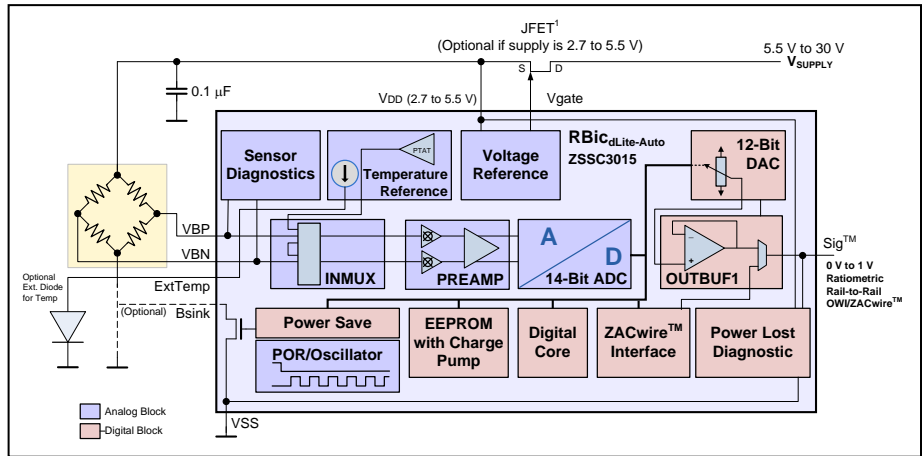 JFET1
(Optional if supply is 2.7 to 5.5 V)
5.5 V to 30 V
VSUPPLY
S
D
0.1 µF
VDD (2.7 to 5.5 V)
Vgate
Sensor
Diagnostics
PTAT
Temperature
Reference
Voltage
Reference
RBicdLite-Auto
ZSSC3015
12-Bit
DAC
VBP
VBN
INMUX
PREAMP
A
D
14-Bit ADC
OUTBUF1
SigTM
0 V to 1 V
Ratiometric
Rail-to-Rail
OWI/ZACwireTM
Optional
Ext. Diode
for Temp
ExtTemp
(Optional)
Bsink
Power Save
POR/Oscillator
EEPROM
with Charge
Pump
Digital
Core
ZACwireTM
Interface
Power Lost
Diagnostic
Analog Block
Digital Block
VSS